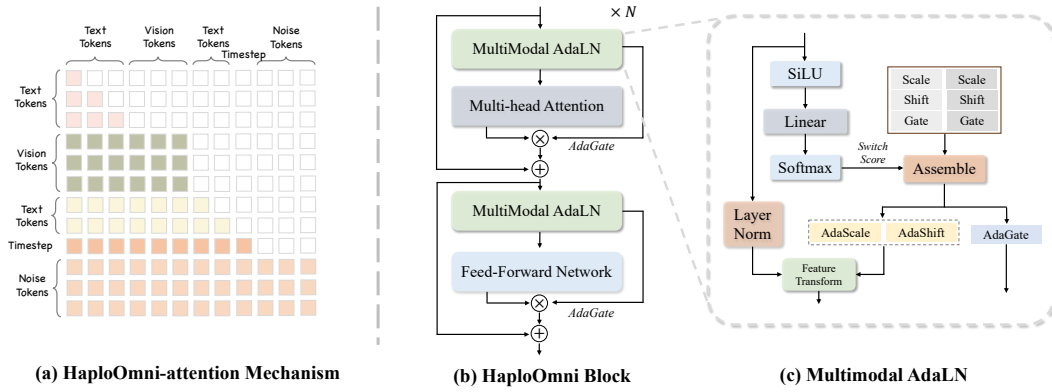 Text
Tokens
Vision
Tokens
Text
Tokens
Timestep
Noise
Tokens
Text
Tokens
Vision
Tokens
Text
Tokens
Timestep
Noise
Tokens
(a) HaploOmni-attention Mechanism
× N
MultiModal AdaLN
Multi-head Attention
AdaGate
MultiModal AdaLN
Feed-Forward Network
AdaGate
(b) HaploOmni Block
SiLU
Linear
Softmax
Switch
Score
Scale Scale
Shift Shift
Gate Gate
Assemble
Layer
Norm
AdaScale AdaShift
AdaGate
Feature
Transform
(c) Multimodal AdaLN